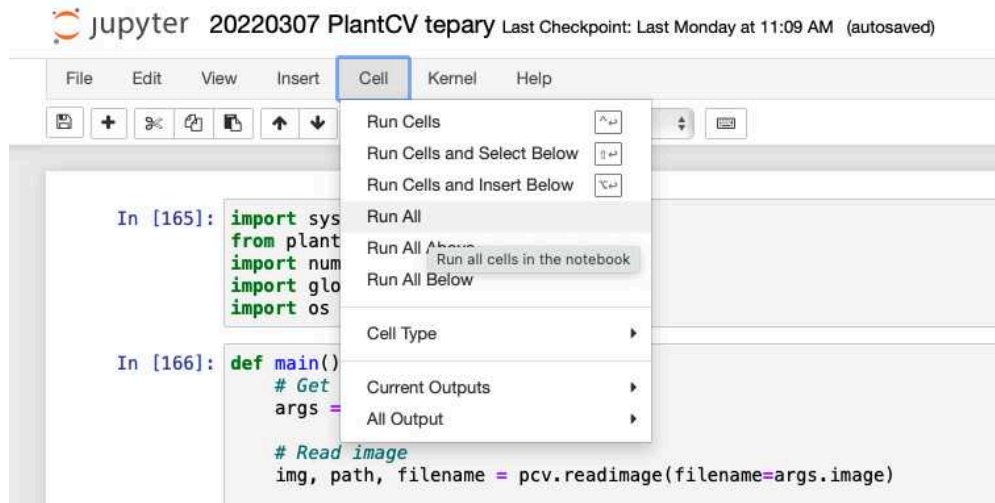 jupyter 20220307 PlantCV tepary Last Checkpoint: Last Monday at 11:09 AM (autosaved)
File Edit View Insert Cell Kernel Help
Run Cells ^↵
Run Cells and Select Below ⇧↵
Run Cells and Insert Below ⌥↵
Run All
Run All Above
Run all cells in the notebook
Run All Below
Cell Type
Current Outputs
All Output
In [165]: import sys
from plant
import num
import glo
import os
In [166]: def main()
# Get
args =
# Read image
img, path, filename = pcv.readimage(filename=args.image)